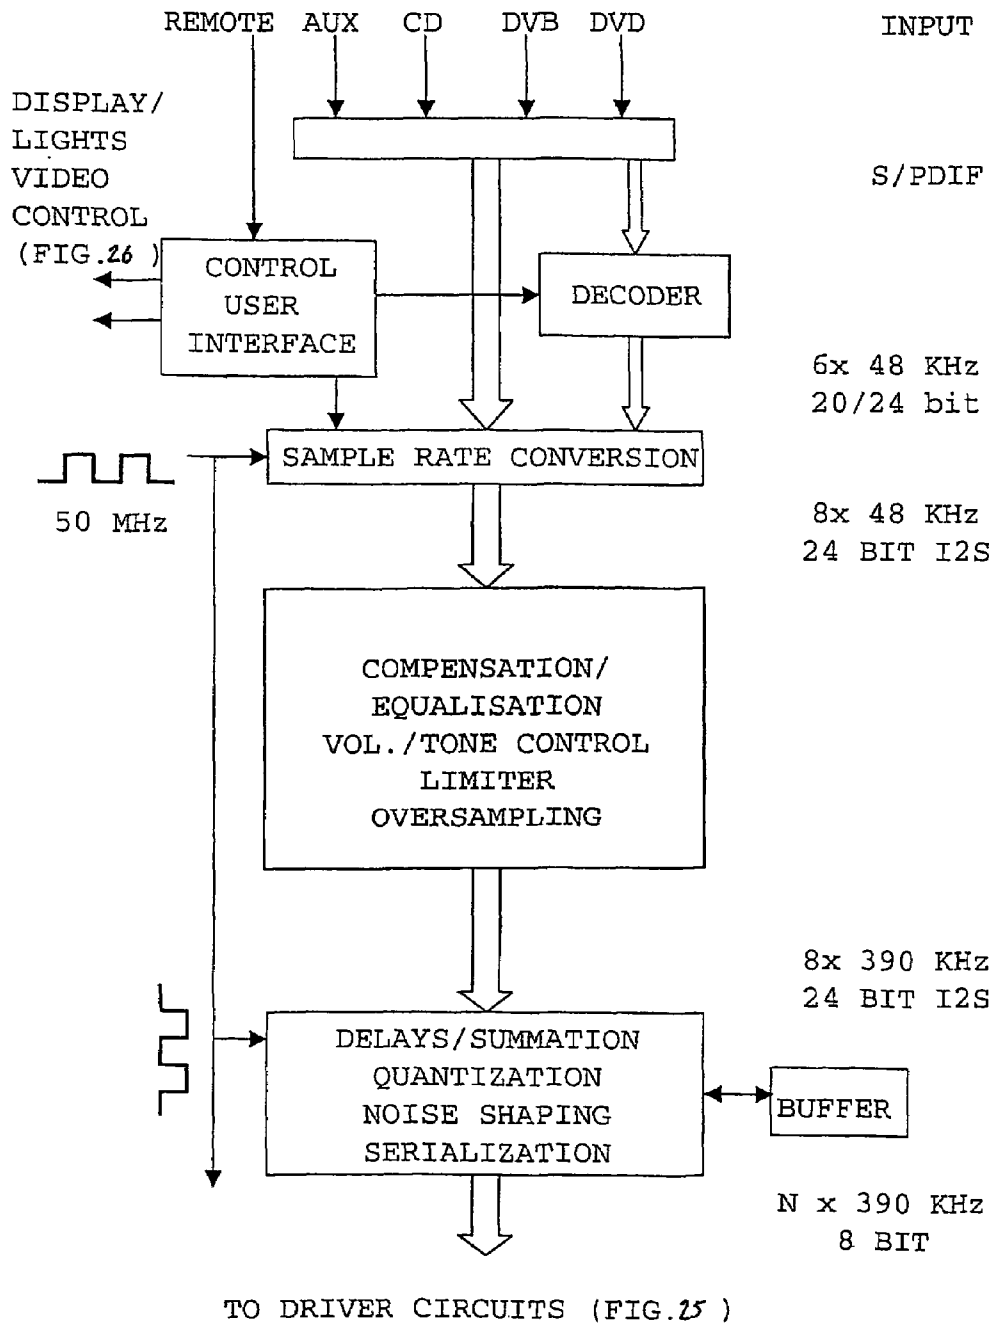 REMOTE AUX CD DVB DVD INPUT
DISPLAY/
LIGHTS
VIDEO
CONTROL
(FIG.26 )
S/PDIF
CONTROL
USER
INTERFACE
DECODER
6x 48 KHz
20/24 bit
SAMPLE RATE CONVERSION
50 MHz
8x 48 KHz
24 BIT I2S
COMPENSATION/
EQUALISATION
VOL./TONE CONTROL
LIMITER
OVERSAMPLING
8x 390 KHz
24 BIT I2S
DELAYS/SUMMATION
QUANTIZATION
NOISE SHAPING
SERIALIZATION
BUFFER
N x 390 KHz
8 BIT
TO DRIVER CIRCUITS (FIG.25 )